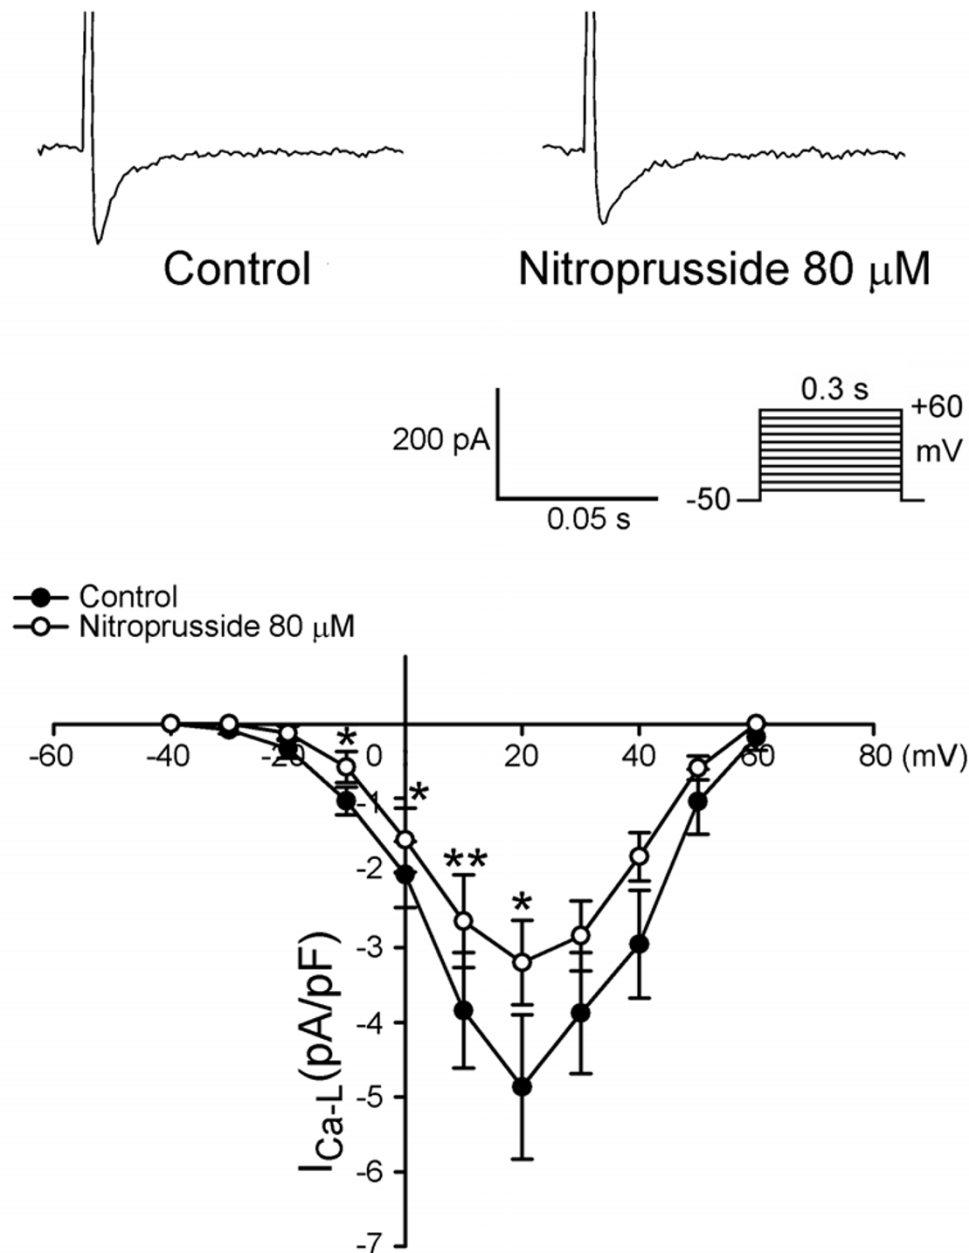 Control
Nitroprusside 80 μM
0.3 s
+60
mV
200 pA
-50
0.05 s
Control
Nitroprusside 80 μM
-60 -40 -20 0 20 40 60 80 (mV)
*
-1
*
-2
**
*
-3
-4
-5
-6
-7
ICa-L(pA/pF)